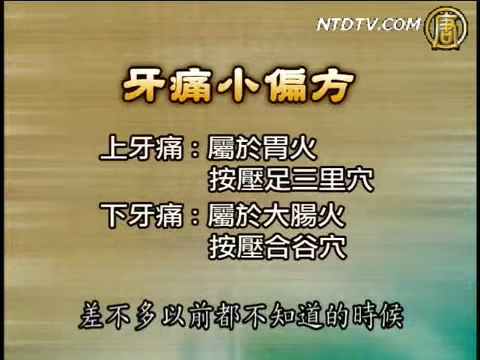 NTDTV.COM
唐
牙痛小偏方
上牙痛：屬於胃火
按壓足三里穴
下牙痛：屬於大腸火
按壓合谷穴
差不多以前都不知道的時候